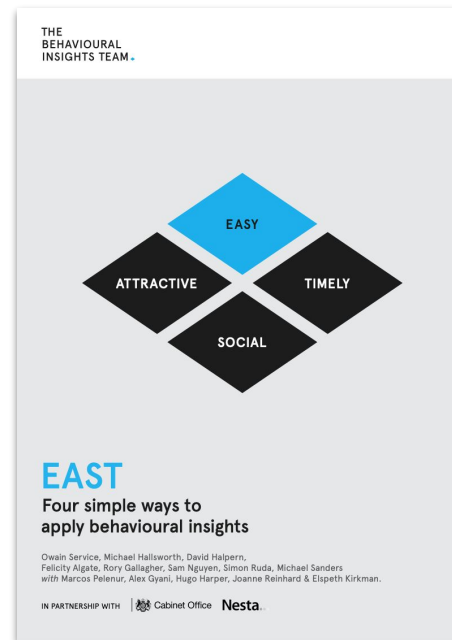 THE
BEHAVIOURAL
INSIGHTS TEAM.
EASY
ATTRACTIVE
TIMELY
SOCIAL
EAST
Four simple ways to
apply behavioural insights
Owain Service, Michael Hallsworth, David Halpern,
Felicity Algate, Rory Gallagher, Sam Nguyen, Simon Ruda, Michael Sanders
with Marcos Pelenur, Alex Gyani, Hugo Harper, Joanne Reinhard & Elspeth Kirkman.
IN PARTNERSHIP WITH Cabinet Office Nesta.